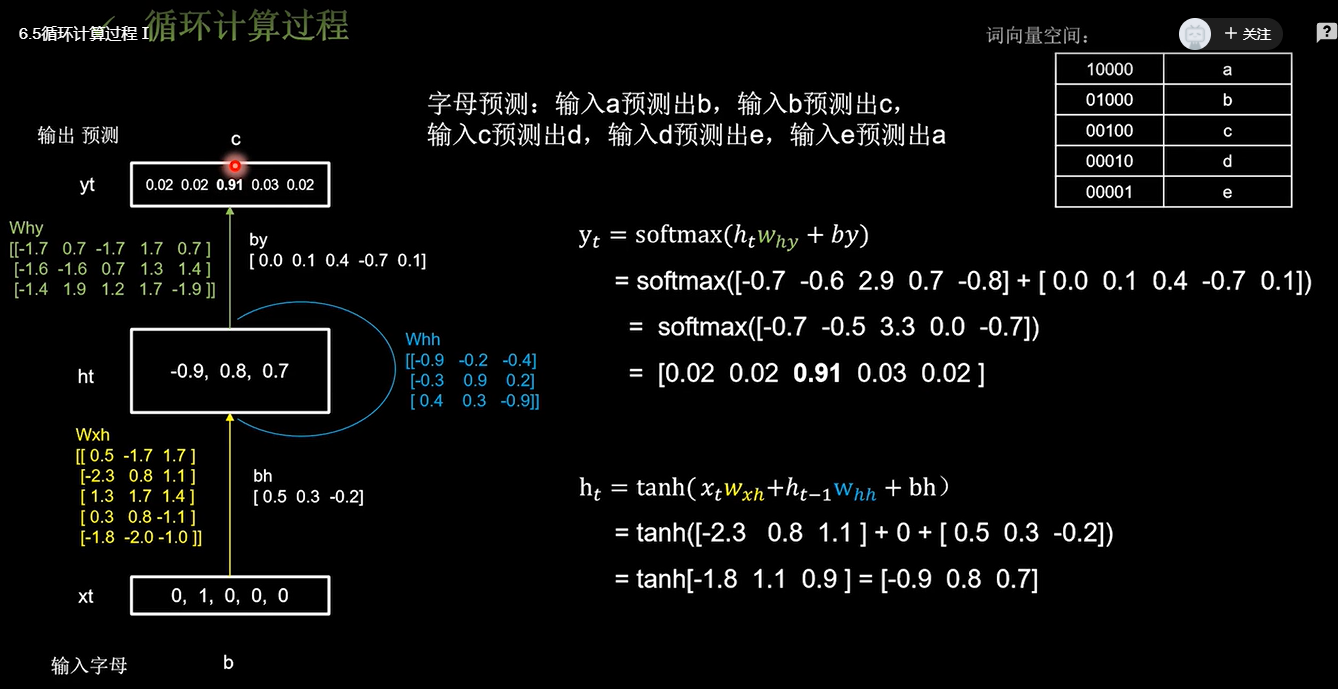 6.5循环计算过程 I
循环计算过程
词向量空间:
+ 关注
?
10000 a
01000 b
00100 c
00010 d
00001 e
字母预测：输入a预测出b，输入b预测出c，
输入c预测出d，输入d预测出e，输入e预测出a
输出 预测
c
yt
0.02 0.02 0.91 0.03 0.02
Why
[[-1.7 0.7 -1.7 1.7 0.7 ]
[-1.6 -1.6 0.7 1.3 1.4 ]
[-1.4 1.9 1.2 1.7 -1.9 ]]
by
[ 0.0 0.1 0.4 -0.7 0.1]
yt = softmax(htwhy + by)
= softmax([-0.7 -0.6 2.9 0.7 -0.8] + [ 0.0 0.1 0.4 -0.7 0.1])
= softmax([-0.7 -0.5 3.3 0.0 -0.7])
= [0.02 0.02 0.91 0.03 0.02 ]
ht
-0.9, 0.8, 0.7
Whh
[[-0.9 -0.2 -0.4]
[-0.3 0.9 0.2]
[ 0.4 0.3 -0.9]]
Wxh
[[ 0.5 -1.7 1.7 ]
[-2.3 0.8 1.1 ]
[ 1.3 1.7 1.4 ]
[ 0.3 0.8 -1.1 ]
[-1.8 -2.0 -1.0 ]]
bh
[ 0.5 0.3 -0.2]
ht = tanh( xtwxh+ht−1whh + bh）
= tanh([-2.3 0.8 1.1 ] + 0 + [ 0.5 0.3 -0.2])
= tanh[-1.8 1.1 0.9 ] = [-0.9 0.8 0.7]
xt
0, 1, 0, 0, 0
输入字母
b